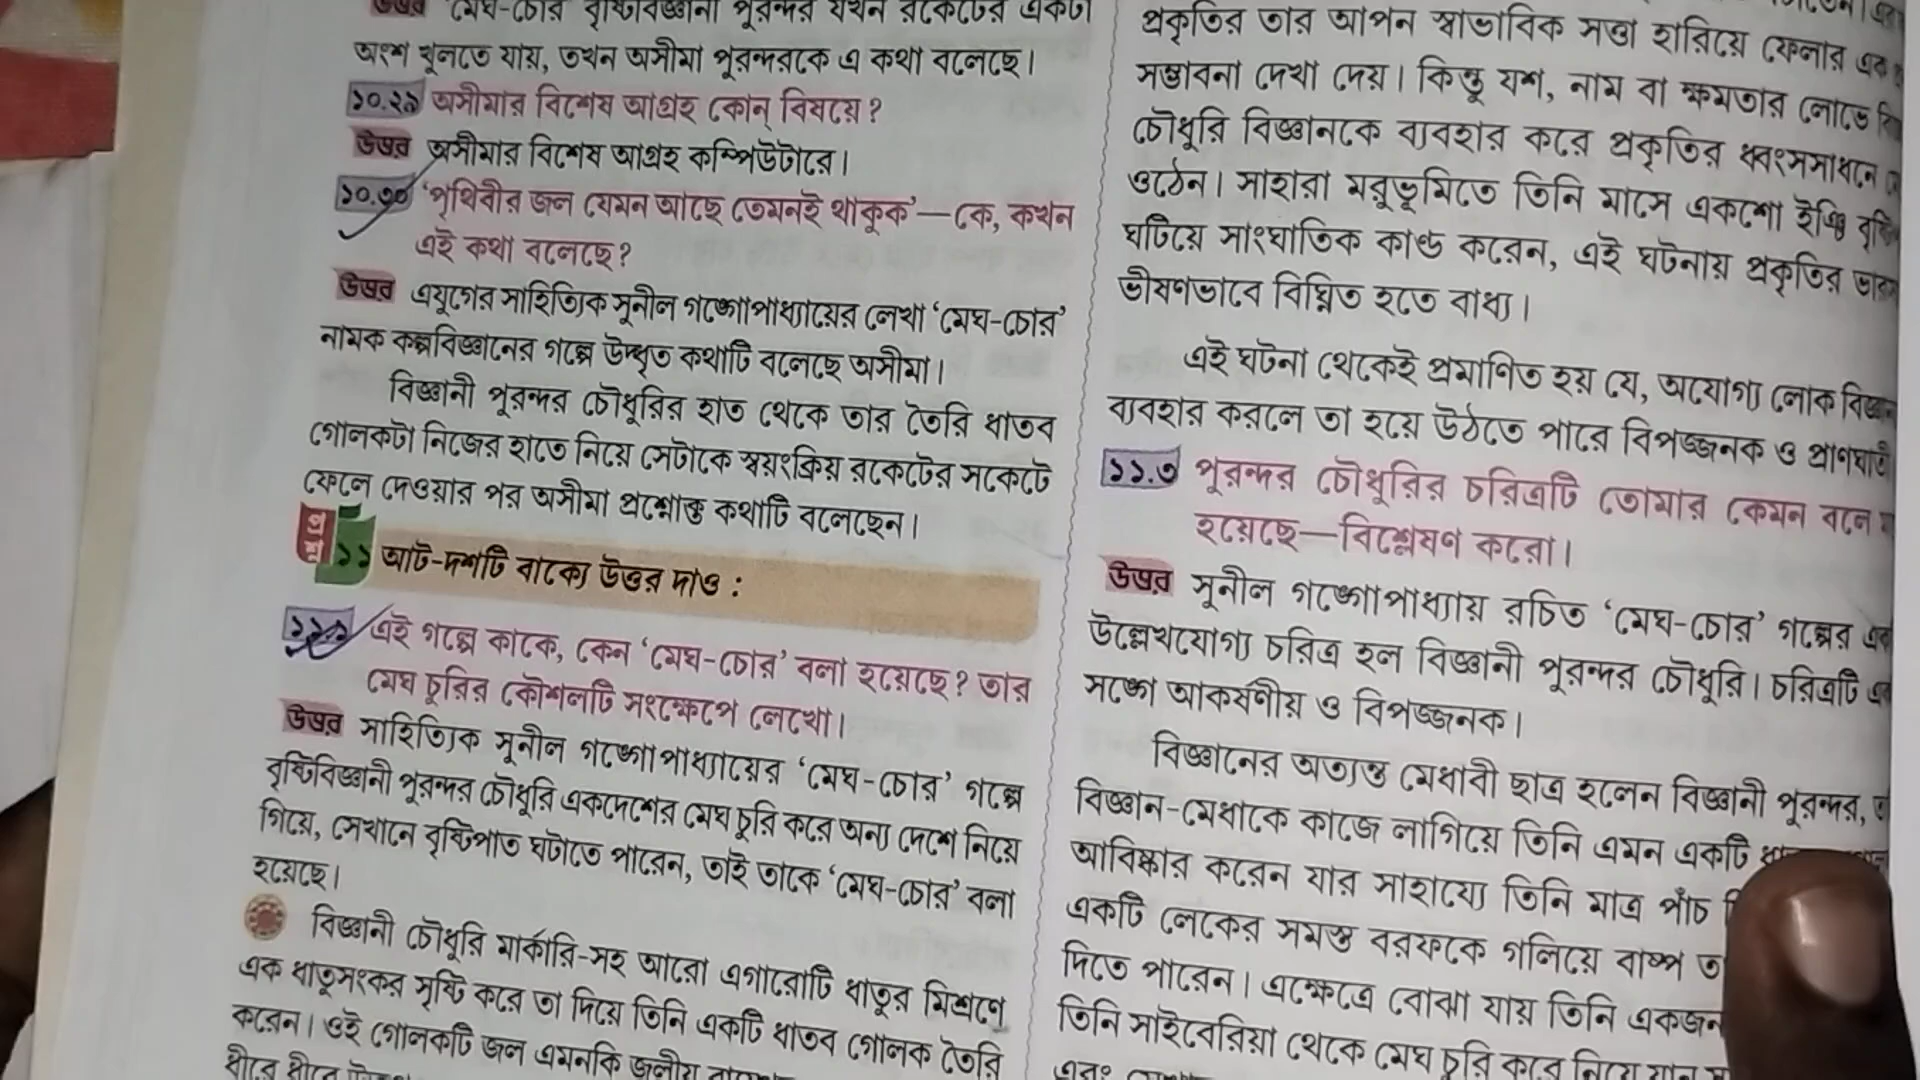 উত্তর 'মেঘ-চোর' বৃষ্টিবিজ্ঞানী পুরন্দর যখন রকেটের একটা
অংশ খুলতে যায়, তখন অসীমা পুরন্দরকে এ কথা বলেছে।
১০.২৯ অসীমার বিশেষ আগ্রহ কোন্ বিষয়ে?
উত্তর অসীমার বিশেষ আগ্রহ কম্পিউটারে।
১০.৩০ 'পৃথিবীর জল যেমন আছে তেমনই থাকুক'—কে, কখন
এই কথা বলেছে?
উত্তর এযুগের সাহিত্যিক সুনীল গঙ্গোপাধ্যায়ের লেখা 'মেঘ-চোর'
নামক কল্পবিজ্ঞানের গল্পে উদ্ধৃত কথাটি বলেছে অসীমা।
বিজ্ঞানী পুরন্দর চৌধুরির হাত থেকে তার তৈরি ধাতব
গোলকটা নিজের হাতে নিয়ে সেটাকে স্বয়ংক্রিয় রকেটের সকেটে
ফেলে দেওয়ার পর অসীমা প্রশ্নোক্ত কথাটি বলেছেন।
প্রশ্ন ১১ আট-দশটি বাক্যে উত্তর দাও :
১১.১ এই গল্পে কাকে, কেন 'মেঘ-চোর' বলা হয়েছে? তার
মেঘ চুরির কৌশলটি সংক্ষেপে লেখো।
উত্তর সাহিত্যিক সুনীল গঙ্গোপাধ্যায়ের 'মেঘ-চোর' গল্পে
বৃষ্টিবিজ্ঞানী পুরন্দর চৌধুরি একদেশের মেঘ চুরি করে অন্য দেশে নিয়ে
গিয়ে, সেখানে বৃষ্টিপাত ঘটাতে পারেন, তাই তাকে 'মেঘ-চোর' বলা
হয়েছে।
বিজ্ঞানী চৌধুরি মার্কারি-সহ আরো এগারোটি ধাতুর মিশ্রণে
এক ধাতুসংকর সৃষ্টি করে তা দিয়ে তিনি একটি ধাতব গোলক তৈরি
করেন। ওই গোলকটি জল এমনকি জলীয়
ধীরে ধীরে
প্রকৃতির তার আপন স্বাভাবিক সত্তা হারিয়ে ফেলার এক
সম্ভাবনা দেখা দেয়। কিন্তু যশ, নাম বা ক্ষমতার লোভে
চৌধুরি বিজ্ঞানকে ব্যবহার করে প্রকৃতির ধ্বংসসাধনে
ওঠেন। সাহারা মরুভূমিতে তিনি মাসে একশো ইঞ্চি
ঘটিয়ে সাংঘাতিক কাণ্ড করেন, এই ঘটনায় প্রকৃতির
ভীষণভাবে বিঘ্নিত হতে বাধ্য।
এই ঘটনা থেকেই প্রমাণিত হয় যে, অযোগ্য লোক
ব্যবহার করলে তা হয়ে উঠতে পারে বিপজ্জনক ও
১১.৩ পুরন্দর চৌধুরির চরিত্রটি তোমার কেমন বলে
হয়েছে—বিশ্লেষণ করো।
উত্তর সুনীল গঙ্গোপাধ্যায় রচিত 'মেঘ-চোর' গল্পের
উল্লেখযোগ্য চরিত্র হল বিজ্ঞানী পুরন্দর চৌধুরি। চরিত্রটি
সঙ্গে আকর্ষণীয় ও বিপজ্জনক।
বিজ্ঞানের অত্যন্ত মেধাবী ছাত্র হলেন বিজ্ঞানী পুরন্দর,
বিজ্ঞান-মেধাকে কাজে লাগিয়ে তিনি এমন একটি
আবিষ্কার করেন যার সাহায্যে তিনি মাত্র পাঁচ
একটি লেকের সমস্ত বরফকে গলিয়ে বাষ্প
দিতে পারেন। এক্ষেত্রে বোঝা যায় তিনি একজন
তিনি সাইবেরিয়া থেকে মেঘ চুরি করে নিয়ে যান
এবং